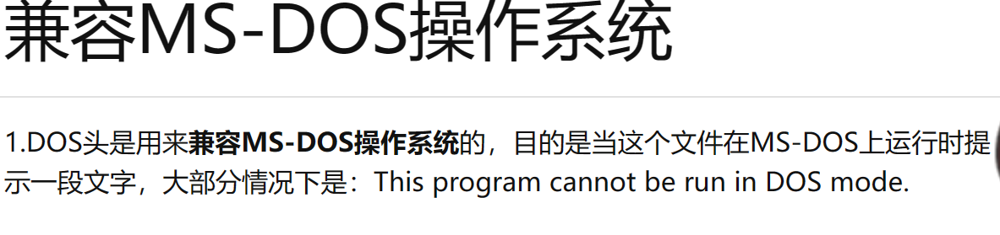 兼容MS-DOS操作系统
1.DOS头是用来兼容MS-DOS操作系统的，目的是当这个文件在MS-DOS上运行时提
示一段文字，大部分情况下是：This program cannot be run in DOS mode.